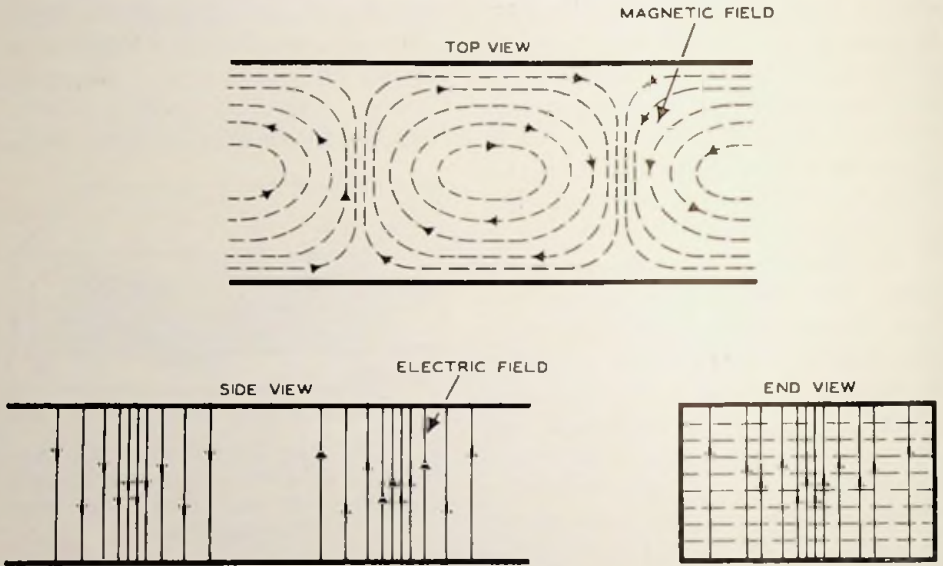 MAGNETIC FIELD
TOP VIEW
ELECTRIC FIELD
SIDE VIEW
END VIEW